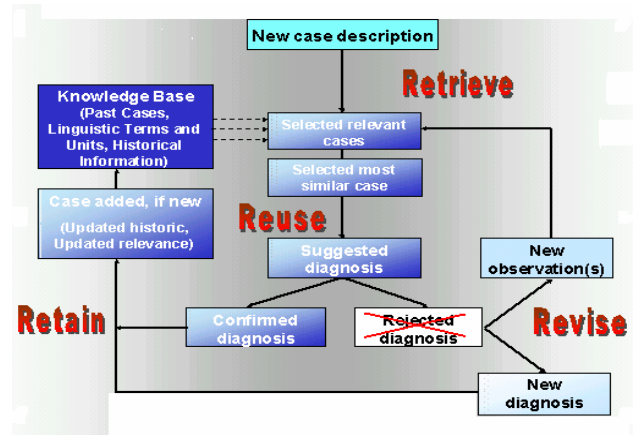 New case description
Retrieve
Knowledge Base
(Past Cases,
Linguistic Terms and
Units, Historical
Information)
Selected relevant
cases
Selected most
similar case
Case added, if new
(Updated historic,
Updated relevance)
Reuse
Suggested
diagnosis
New
observation(s)
Retain
Confirmed
diagnosis
Rejected
diagnosis
Revise
New
diagnosis